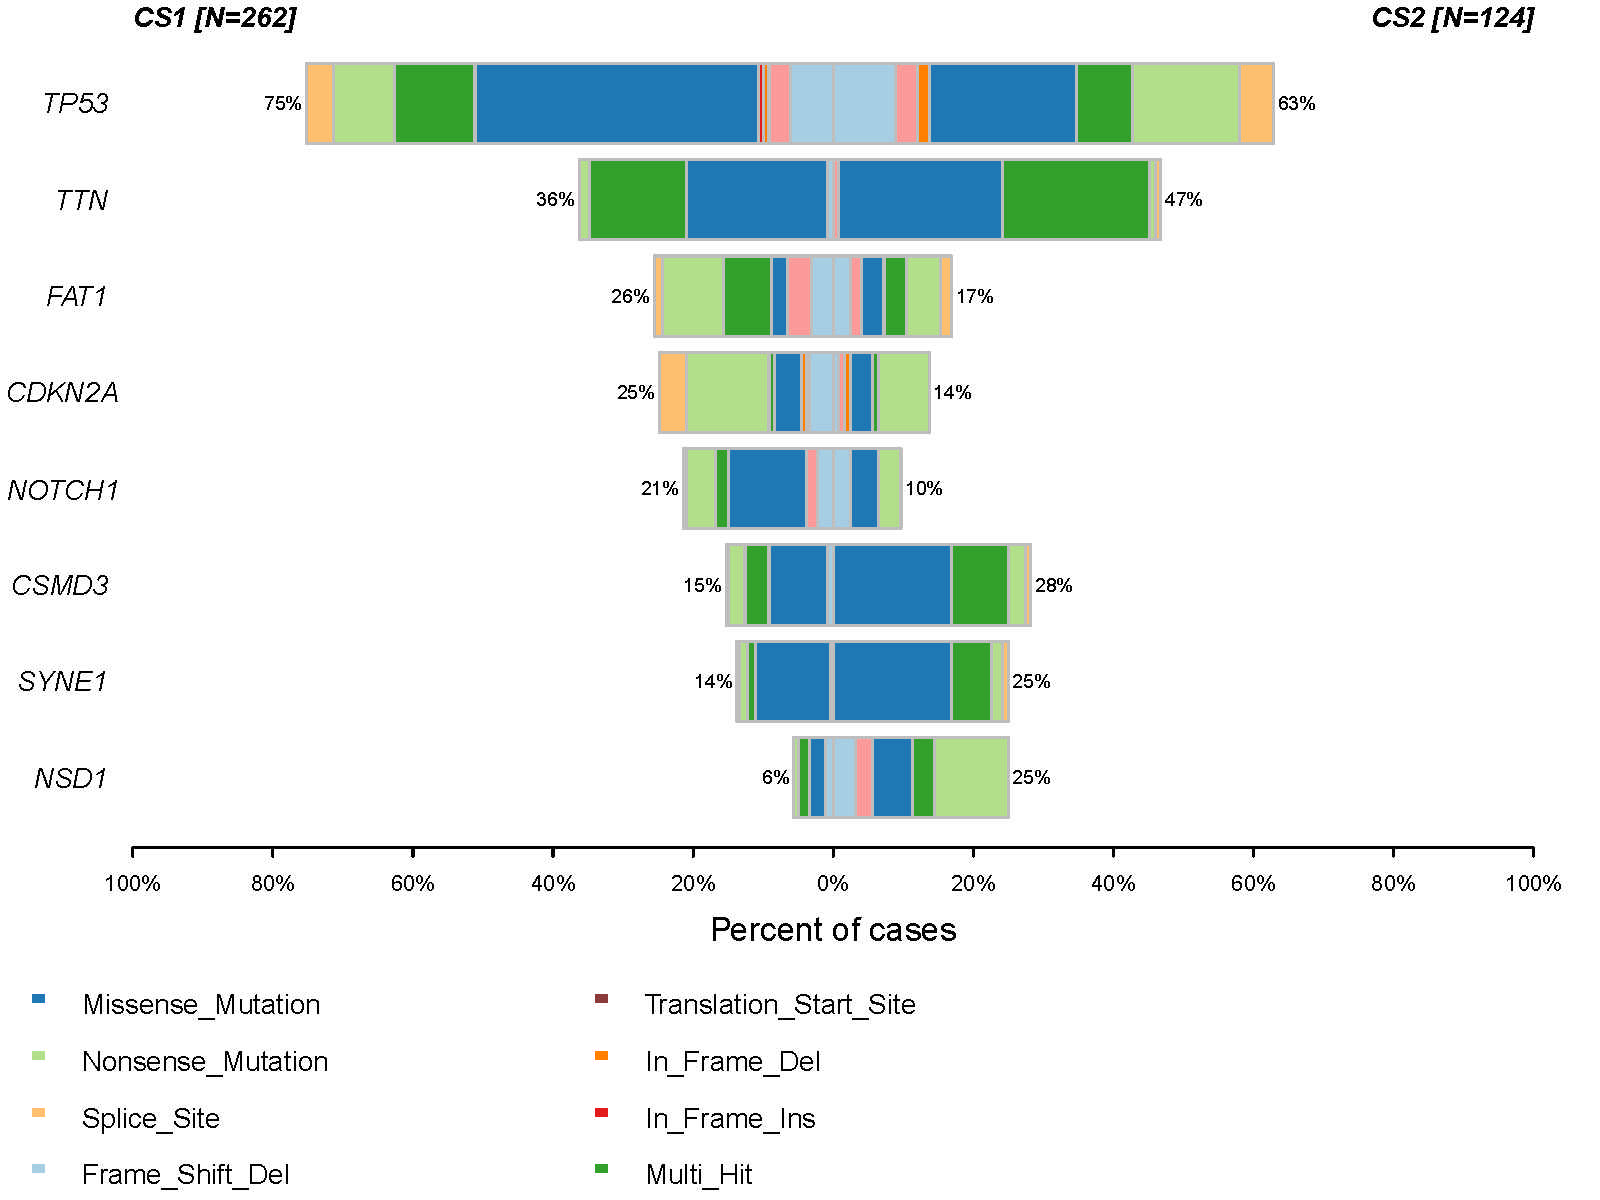 CS1 [N=262] CS2 [N=124]
TP53 75% 63%
TTN 36% 47%
FAT1 26% 17%
CDKN2A 25% 14%
NOTCH1 21% 10%
CSMD3 15% 28%
SYNE1 14% 25%
NSD1 6% 25%
100% 80% 60% 40% 20% 0% 20% 40% 60% 80% 100%
Percent of cases
Missense_Mutation Translation_Start_Site
Nonsense_Mutation In_Frame_Del
Splice_Site In_Frame_Ins
Frame_Shift_Del Multi_Hit